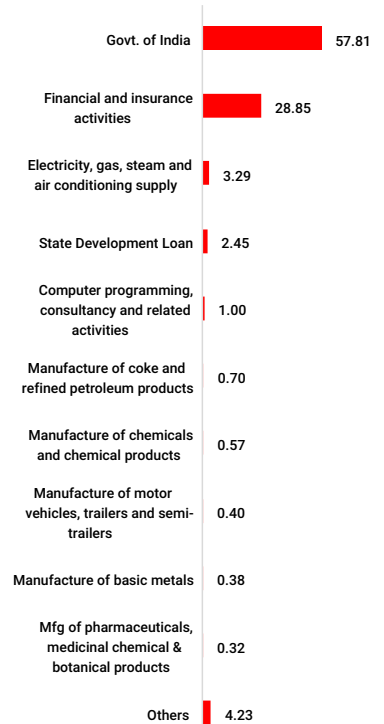 Govt. of India 57.81
Financial and insurance
activities 28.85
Electricity, gas, steam and
air conditioning supply 3.29
State Development Loan 2.45
Computer programming,
consultancy and related 1.00
activities
Manufacture of coke and
refined petroleum products 0.70
Manufacture of chemicals
and chemical products 0.57
Manufacture of motor
vehicles, trailers and semi- 0.40
trailers
Manufacture of basic metals 0.38
Mfg of pharmaceuticals,
medicinal chemical & 0.32
botanical products
Others 4.23